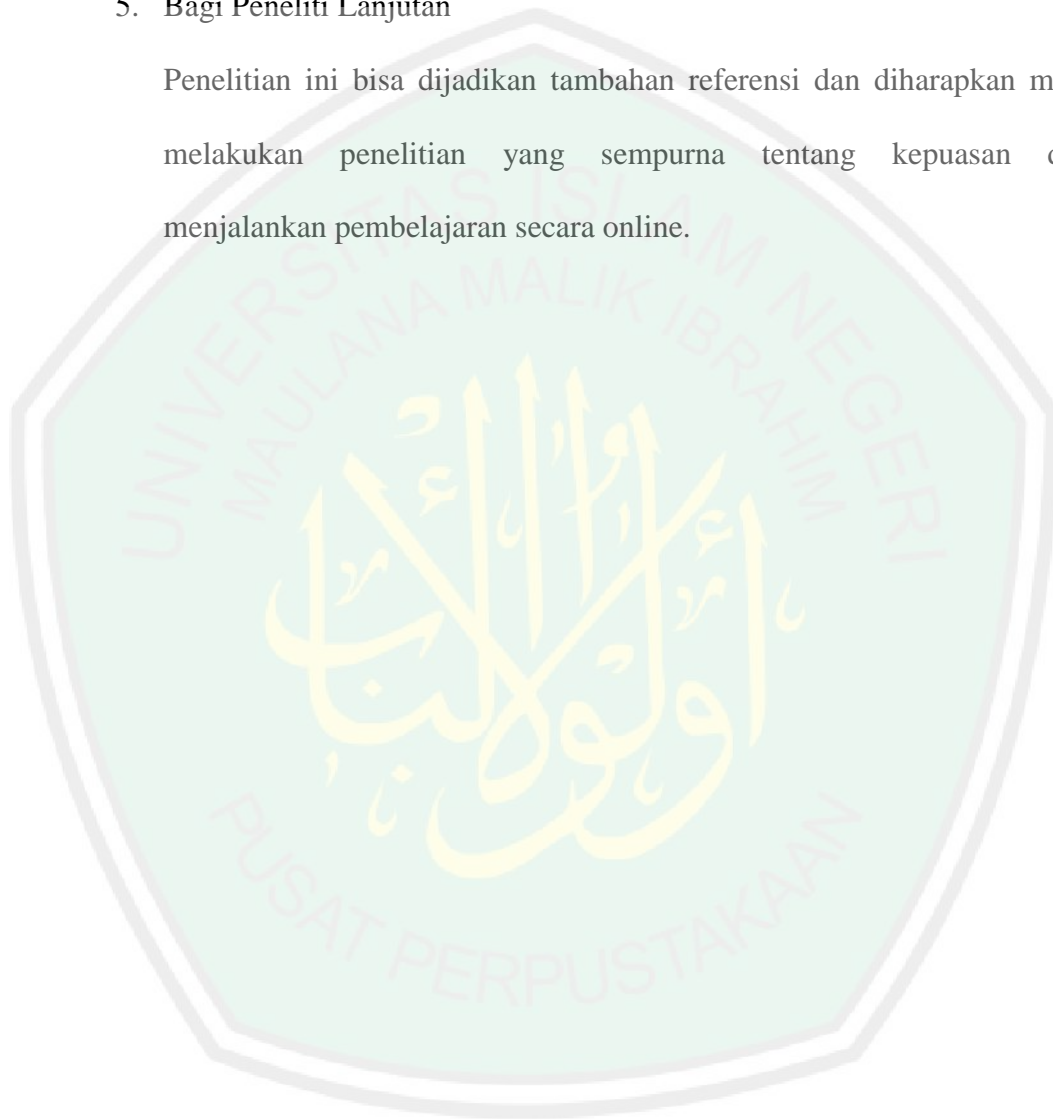 5. Bagi Peneliti Lanjutan
Penelitian ini bisa dijadikan tambahan referensi dan diharapkan
melakukan penelitian yang sempurna tentang kepuasan
menjalankan pembelajaran secara online.
UNIVERSITAS ISLAM NEGERI
MAULANA MALIK IBRAHIM
PUSAT PERPUSTAKAAN